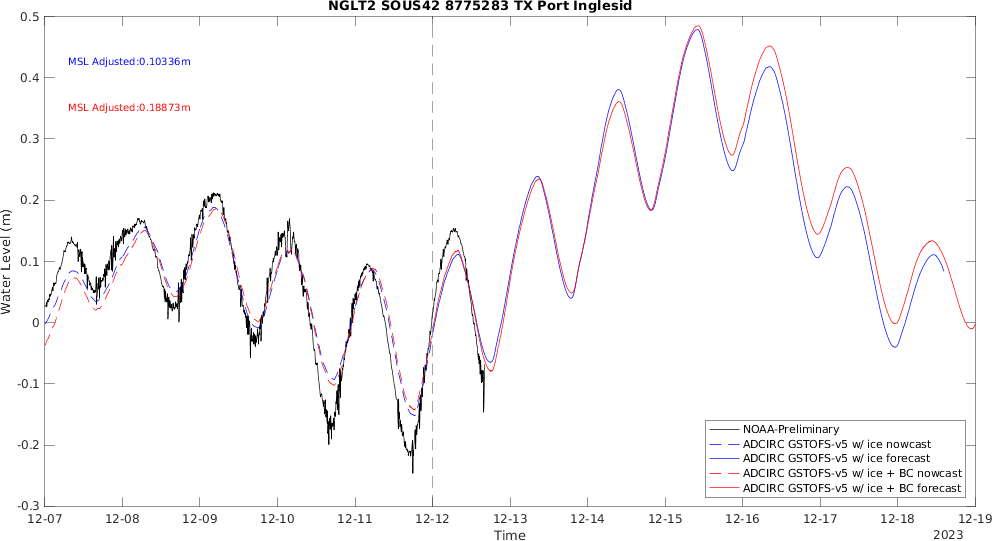 NGLT2 SOUS42 8775283 TX Port Inglesid
MSL Adjusted:0.10336m
MSL Adjusted:0.18873m
Water Level (m)
0.5
0.4
0.3
0.2
0.1
0
-0.1
-0.2
-0.3
NOAA-Preliminary
ADCIRC GSTOFS-v5 w/ ice nowcast
ADCIRC GSTOFS-v5 w/ ice forecast
ADCIRC GSTOFS-v5 w/ ice + BC nowcast
ADCIRC GSTOFS-v5 w/ ice + BC forecast
12-07 12-08 12-09 12-10 12-11 12-12 12-13 12-14 12-15 12-16 12-17 12-18 12-19
Time
2023